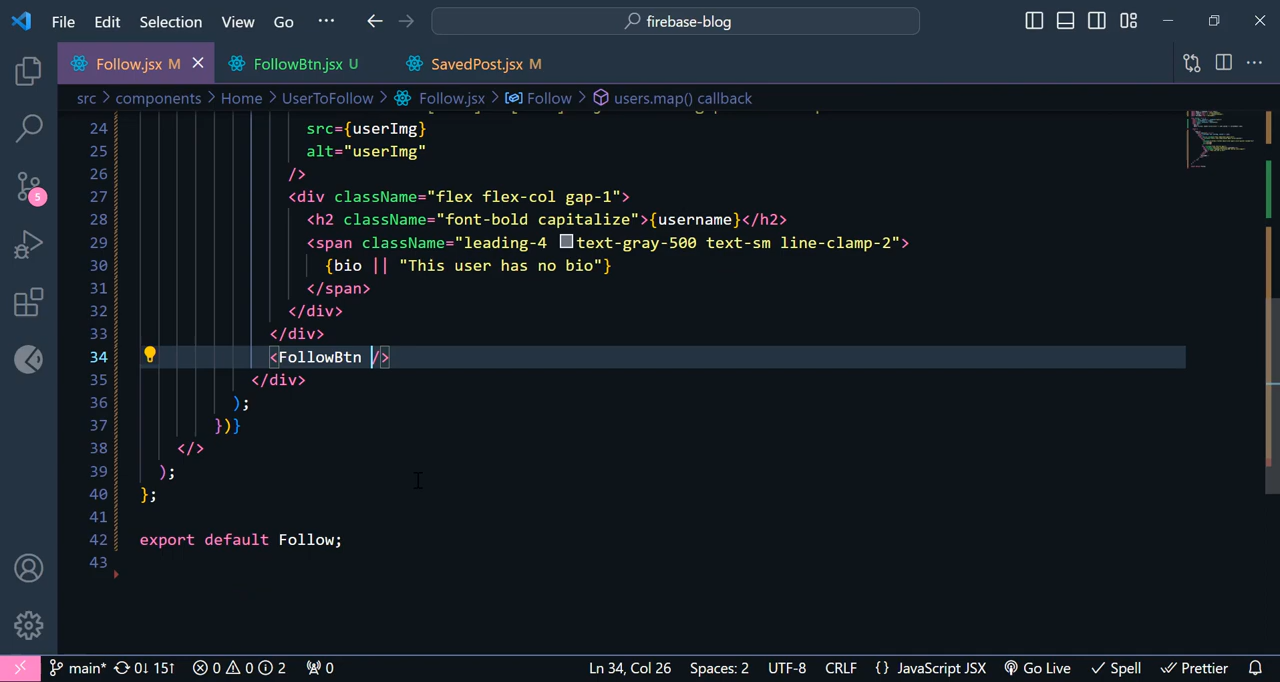 File Edit Selection View Go ··· firebase-blog
Follow.jsx M FollowBtn.jsx U SavedPost.jsx M
src > components > Home > UserToFollow > Follow.jsx > Follow > users.map() callback
24 src={userImg}
25 alt="userImg"
26 />
27 <div className="flex flex-col gap-1">
28 <h2 className="font-bold capitalize">{username}</h2>
29 <span className="leading-4 text-gray-500 text-sm line-clamp-2">
30 {bio || "This user has no bio"}
31 </span>
32 </div>
33 </div>
34 <FollowBtn />
35 </div>
36 );
37 })}
38 </>
39 );
40 };
41
42 export default Follow;
43
5
main* 0↓ 15↑ 0 0 2 0 Ln 34, Col 26 Spaces: 2 UTF-8 CRLF {} JavaScript JSX Go Live Spell Prettier